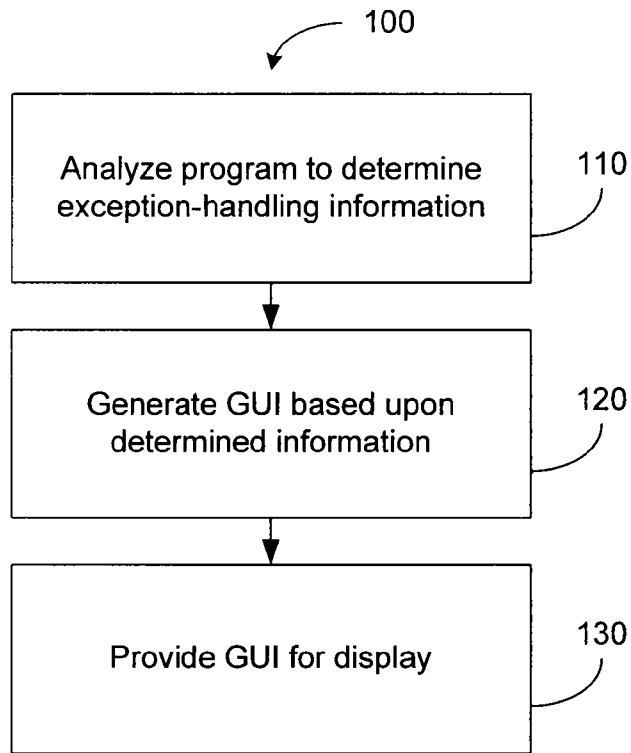 100
Analyze program to determine
exception-handling information
110
Generate GUI based upon
determined information
120
Provide GUI for display
130